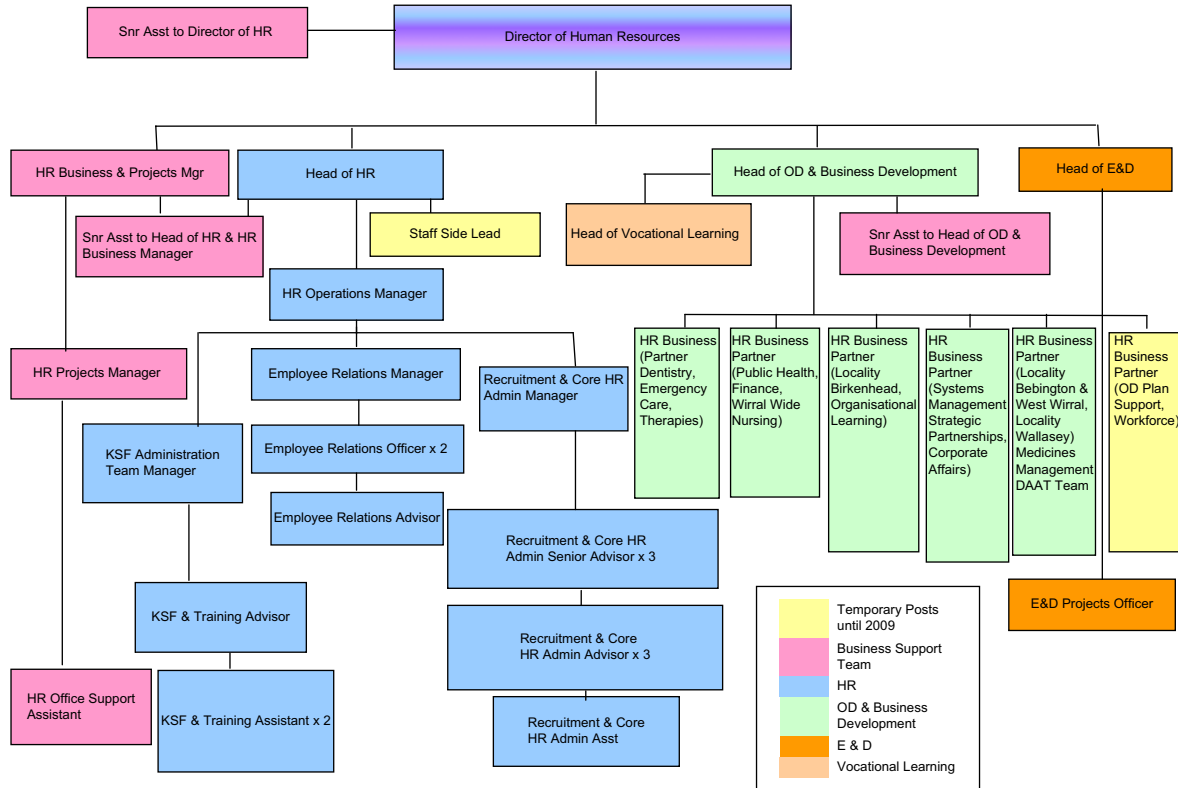 Snr Asst to Director of HR
Director of Human Resources
HR Business & Projects Mgr
Head of HR
Head of OD & Business Development
Head of E&D
Snr Asst to Head of HR & HR
Business Manager
Staff Side Lead
Head of Vocational Learning
Snr Asst to Head of OD &
Business Development
HR Operations Manager
HR Projects Manager
Employee Relations Manager
Recruitment & Core HR
Admin Manager
HR Business
(Partner
Dentistry,
Emergency
Care,
Therapies)
HR Business
Partner
(Public Health,
Finance,
Wirral Wide
Nursing)
HR Business
Partner
(Locality
Birkenhead,
Organisational
Learning)
HR
Business
Partner
(Systems
Management
Strategic
Partnerships,
Corporate
Affairs)
HR Business
Partner
(Locality
Bebington &
West Wirral,
Locality
Wallasey)
Medicines
Management
DAAT Team
HR
Business
Partner
(OD Plan
Support,
Workforce)
KSF Administration
Team Manager
Employee Relations Officer x 2
Employee Relations Advisor
Recruitment & Core HR
Admin Senior Advisor x 3
KSF & Training Advisor
Recruitment & Core
HR Admin Advisor x 3
E&D Projects Officer
HR Office Support
Assistant
KSF & Training Assistant x 2
Recruitment & Core
HR Admin Asst
Temporary Posts
until 2009
Business Support
Team
HR
OD & Business
Development
E & D
Vocational Learning